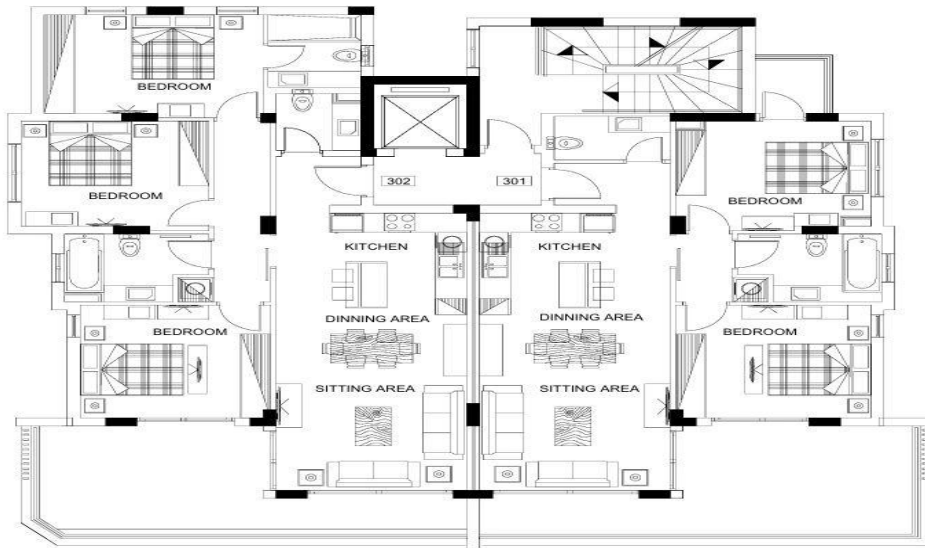 BEDROOM
BEDROOM
302
301
BEDROOM
KITCHEN
KITCHEN
DINNING AREA
DINNING AREA
BEDROOM
BEDROOM
SITTING AREA
SITTING AREA